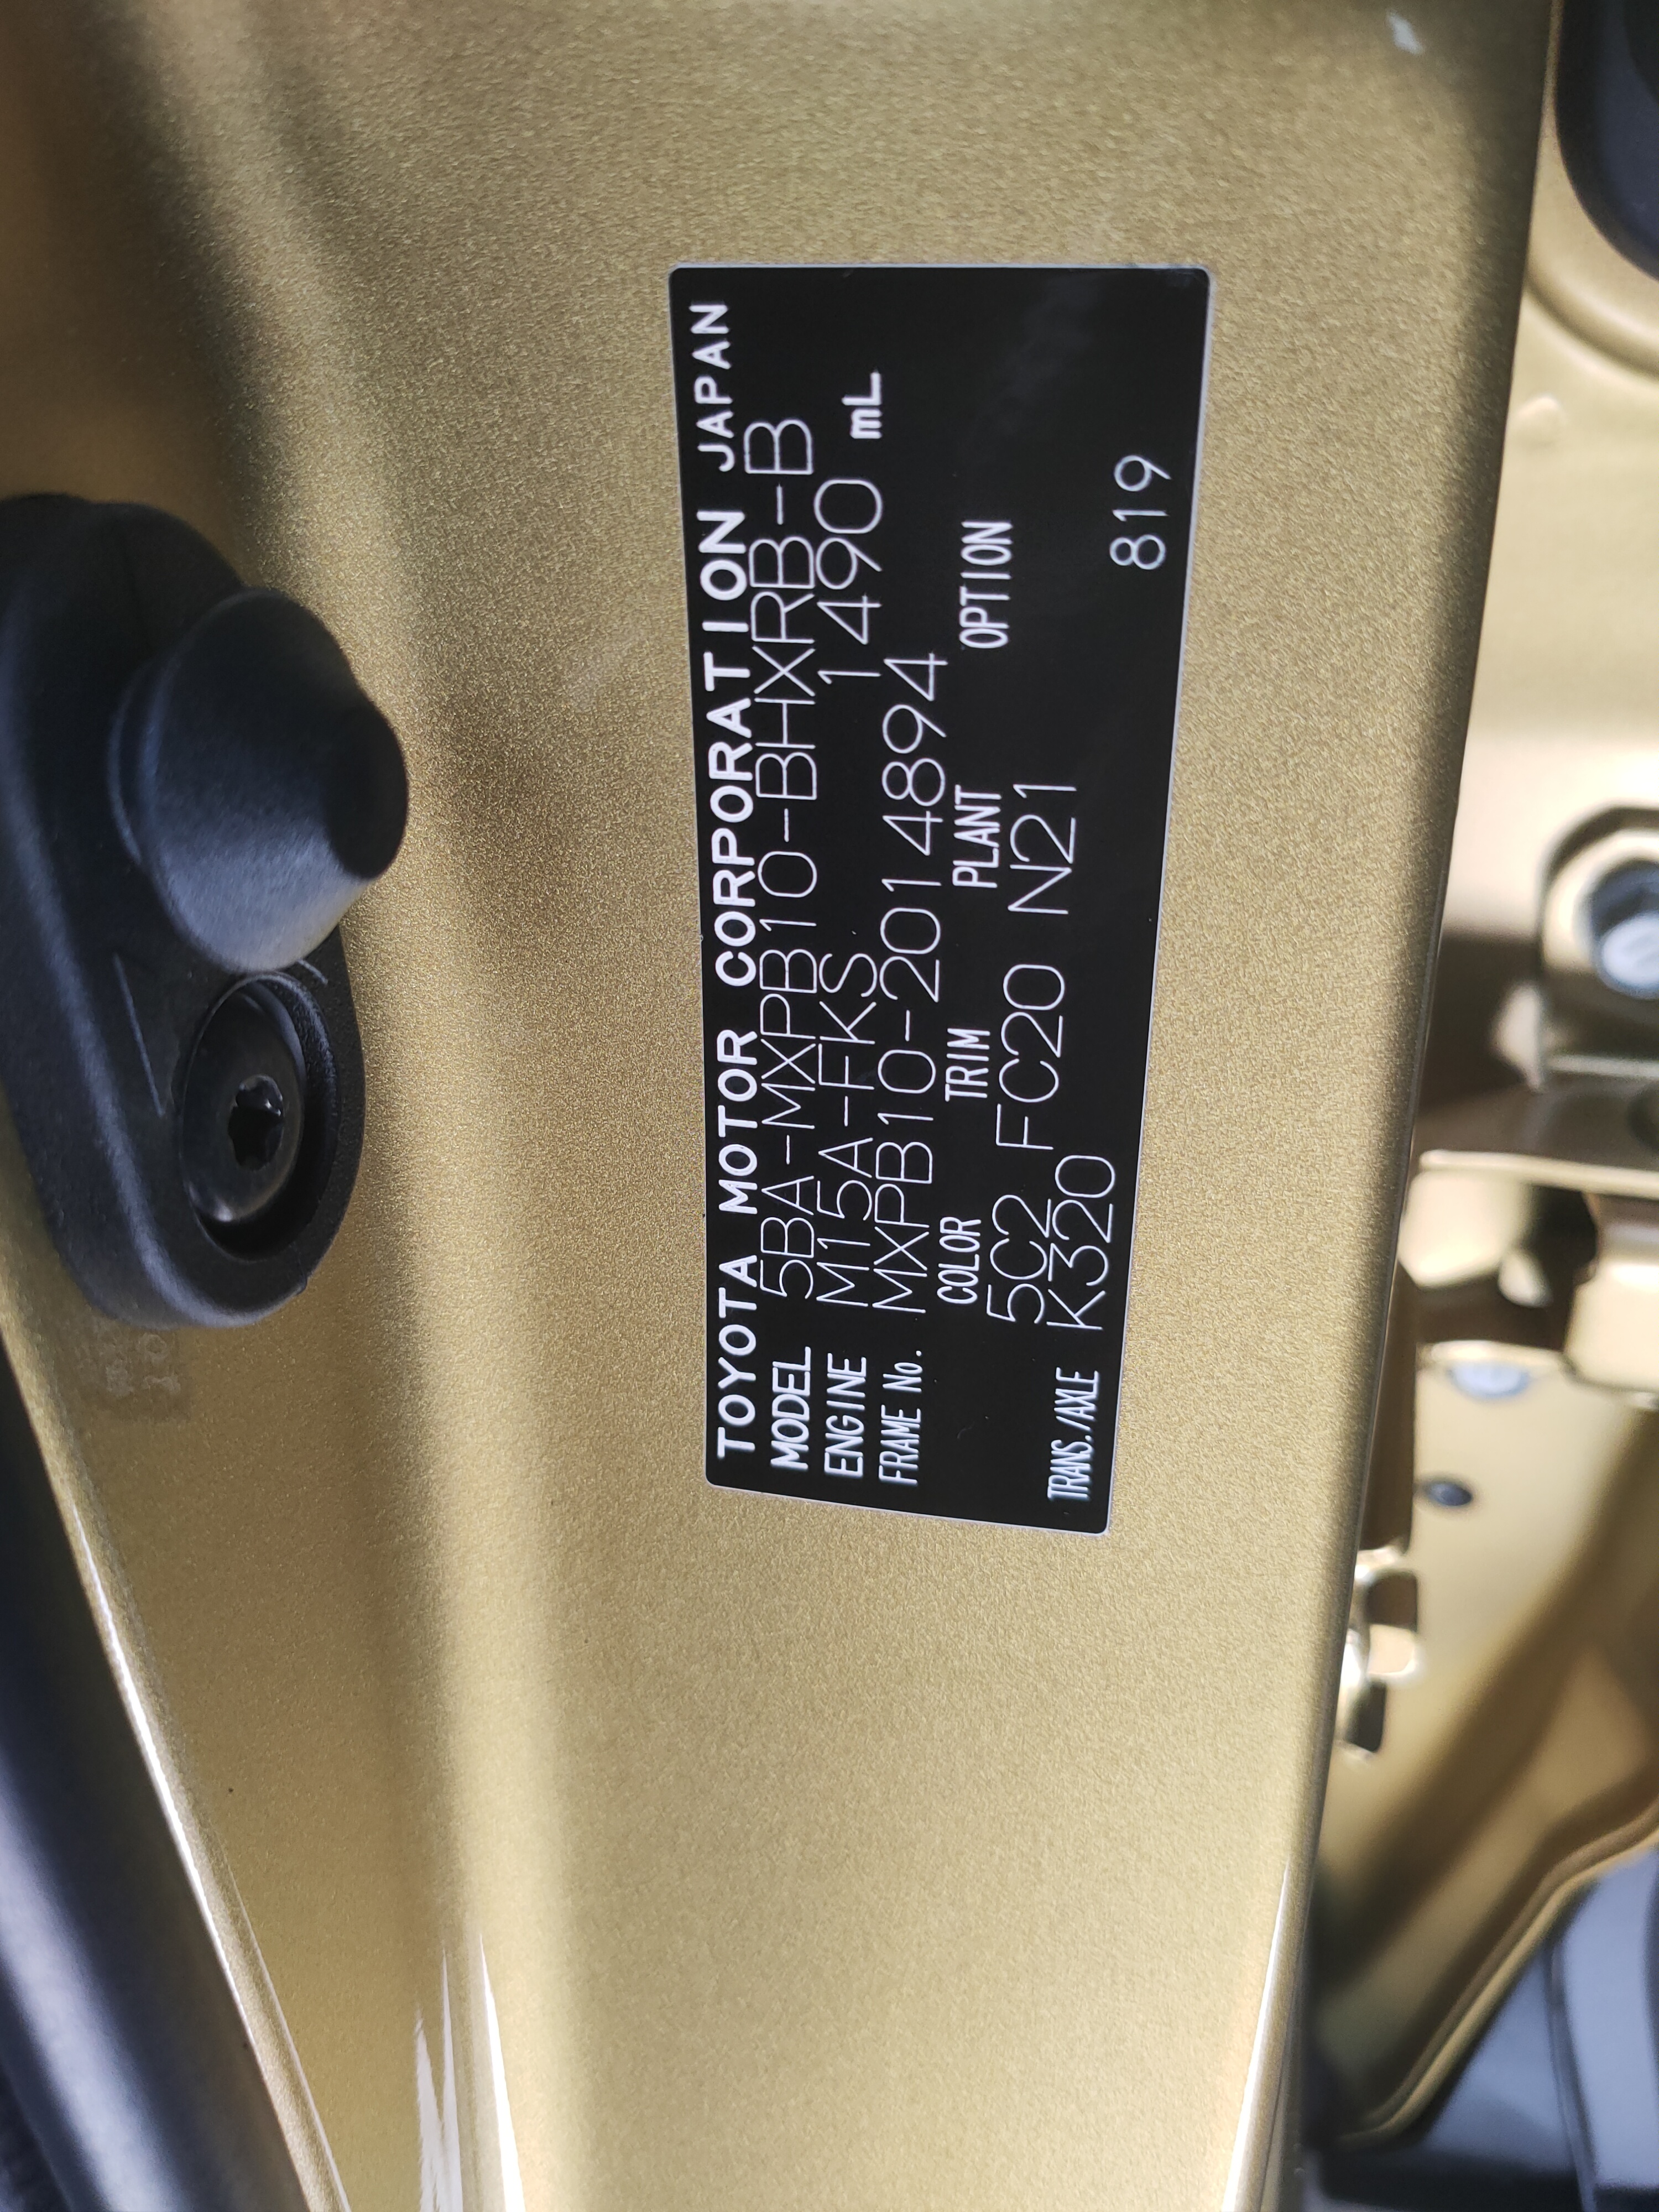 TOYOTA MOTOR CORPORATION JAPAN
MODEL 5BA-MXPB10-BHXRB-B
ENGINE M15A-FKS 1490 mL
FRAME No. MXPB10-2014894
COLOR TRIM PLANT OPTION
5C2 FC20 N21
TRANS./AXLE K320
819